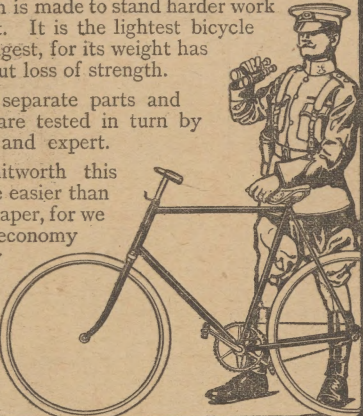 is made to stand harder work
It is the lightest bicycle
gest, for its weight has
ut loss of strength.
separate parts and
are tested in turn by
and expert.
itworth this
e easier than
aper, for we
economy